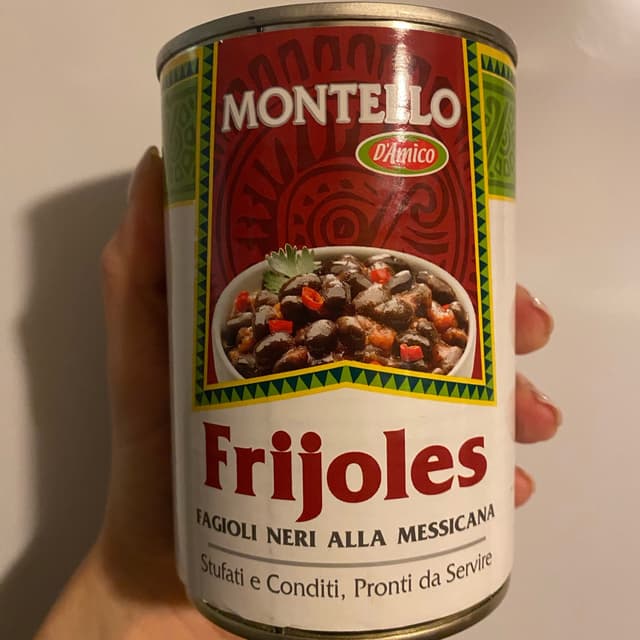 MONTELLO
D'Amico
Frijoles
FAGIOLI NERI ALLA MESSICANA
Stufati e Conditi, Pronti da Servire